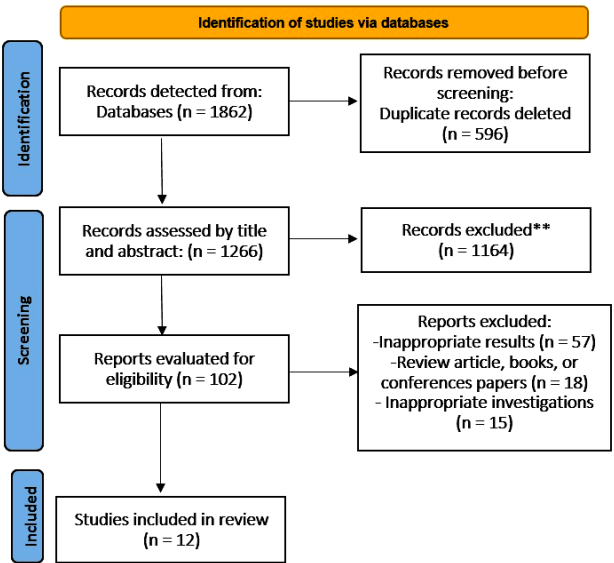 Identification of studies via databases
Identification
Records detected from:
Databases (n = 1862)
Records removed before
screening:
Duplicate records deleted
(n = 596)
Screening
Records assessed by title
and abstract: (n = 1266)
Records excluded**
(n = 1164)
Reports evaluated for
eligibility (n = 102)
Reports excluded:
-Inappropriate results (n = 57)
-Review article, books, or
conferences papers (n = 18)
- Inappropriate investigations
(n = 15)
Included
Studies included in review
(n = 12)